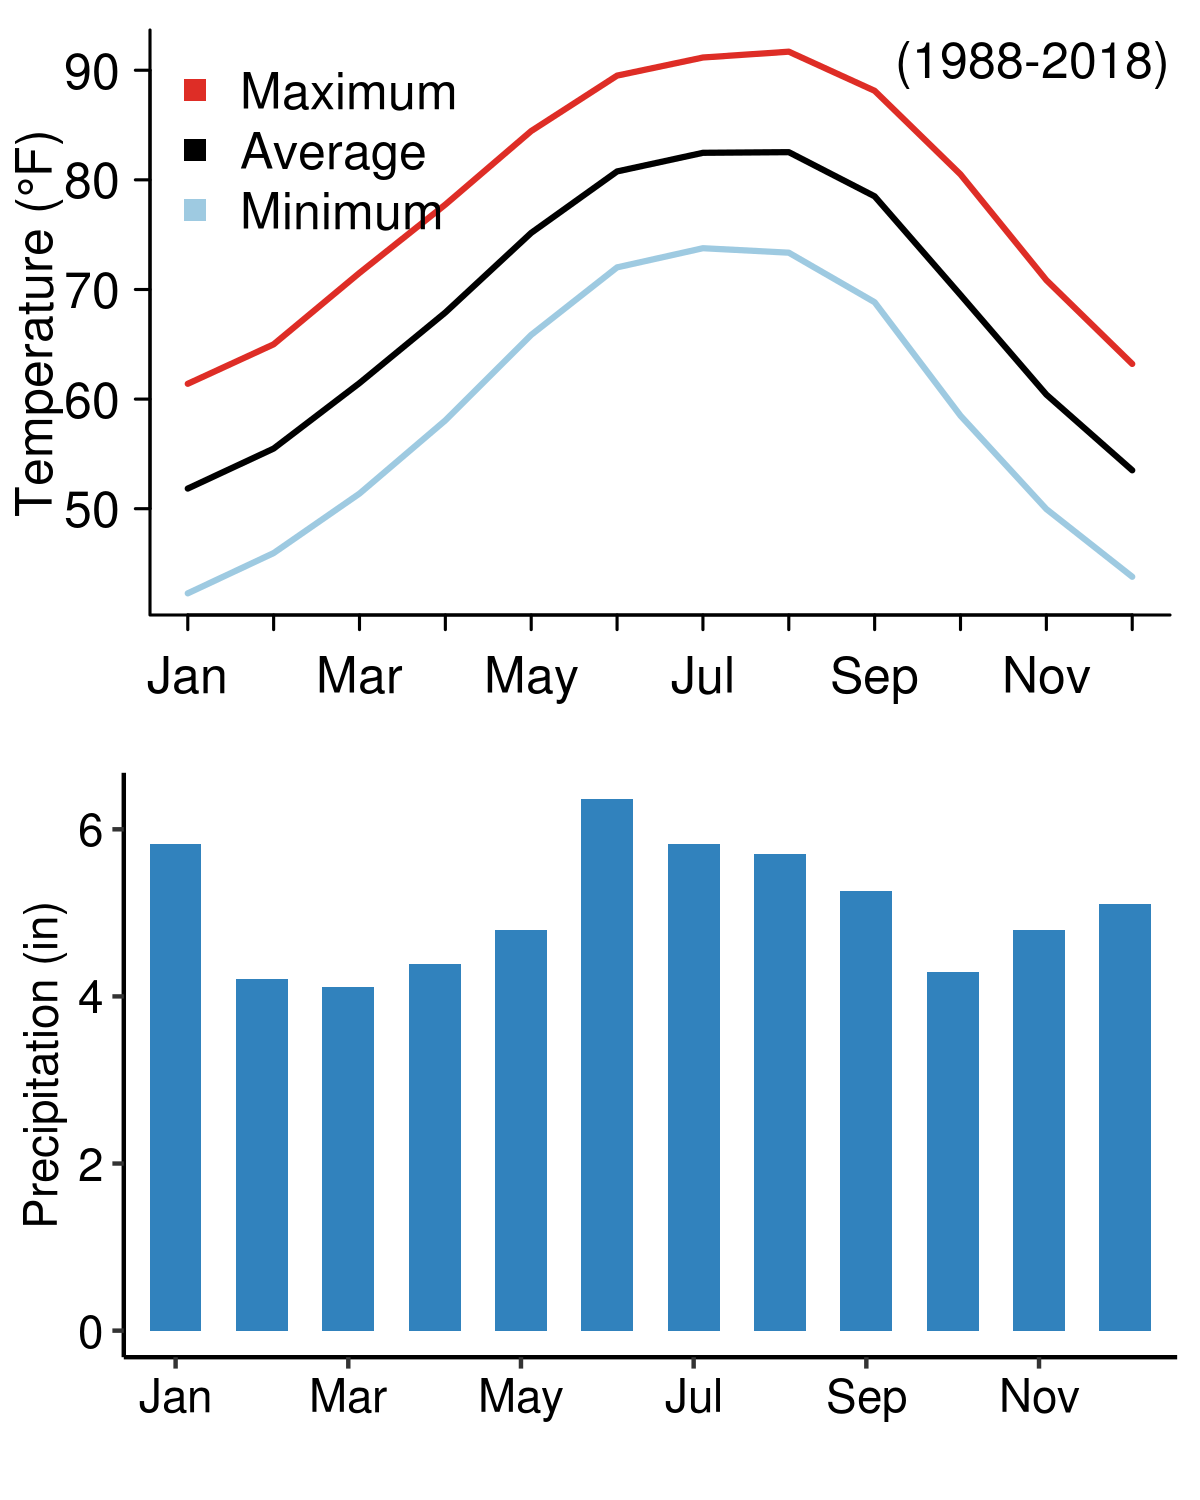 (1988-2018)
Maximum
Average
Minimum
Temperature (°F)
90
80
70
60
50
Jan Mar May Jul Sep Nov
Precipitation (in)
6
4
2
0
Jan Mar May Jul Sep Nov